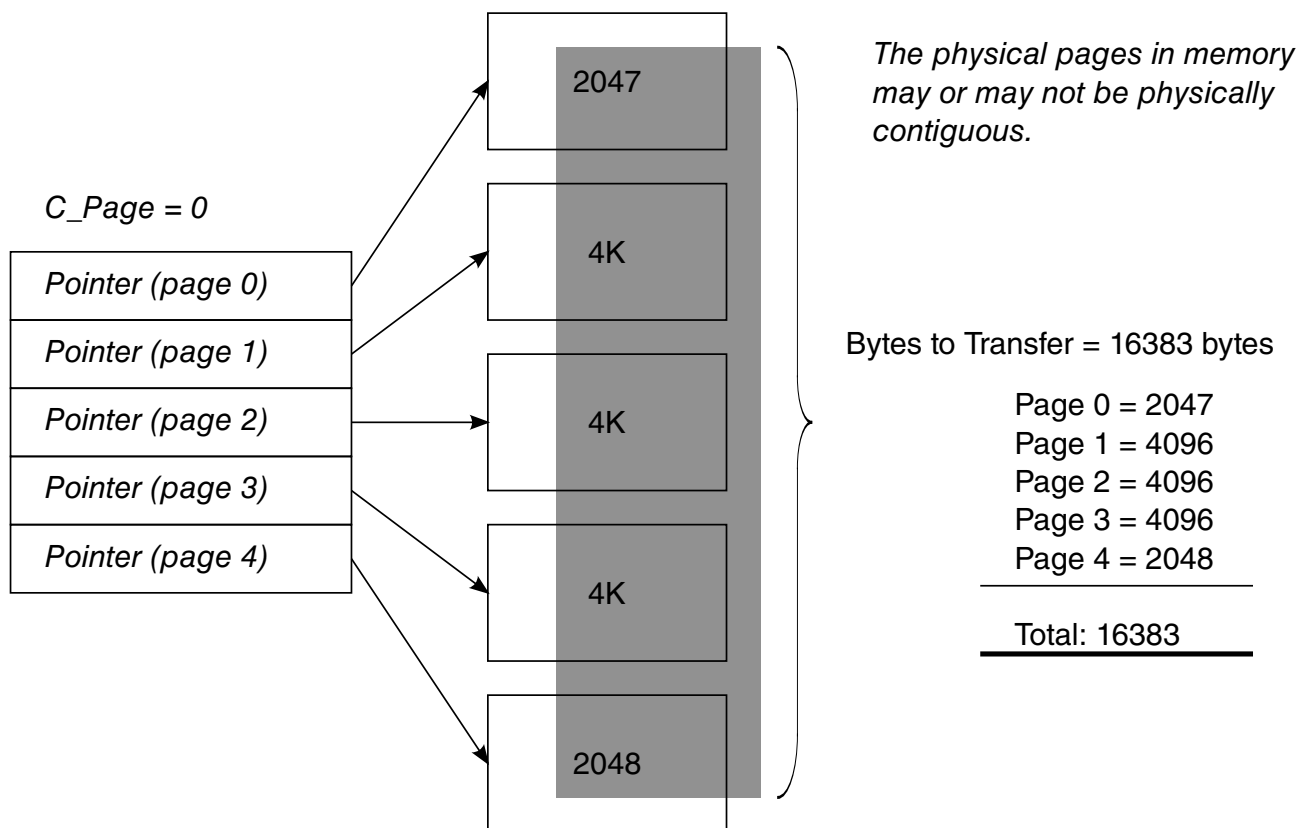 The physical pages in memory
may or may not be physically
contiguous.
C_Page = 0
Pointer (page 0)
Pointer (page 1)
Pointer (page 2)
Pointer (page 3)
Pointer (page 4)
2047
4K
4K
4K
2048
Bytes to Transfer = 16383 bytes
Page 0 = 2047
Page 1 = 4096
Page 2 = 4096
Page 3 = 4096
Page 4 = 2048
Total: 16383